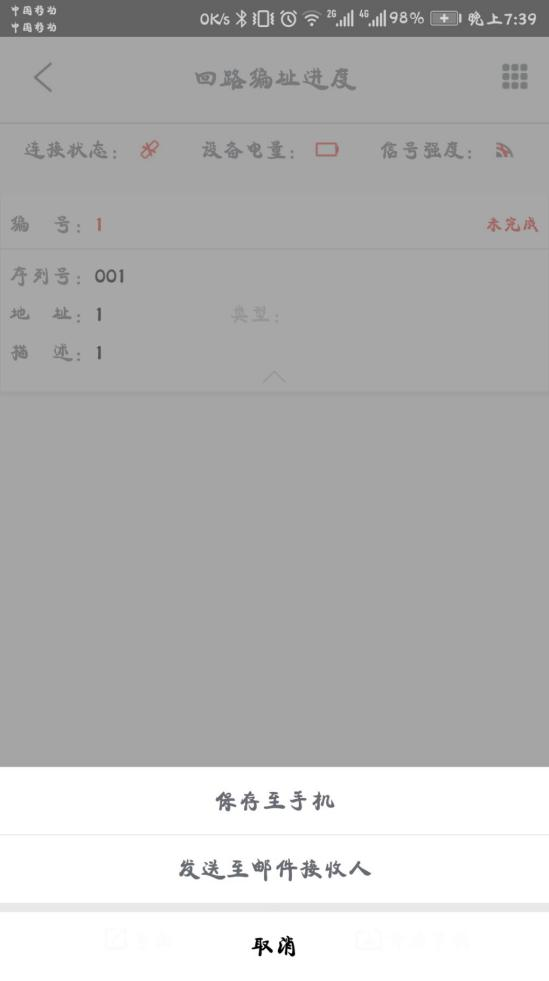 中国移动
中国移动
0K/s 2G 4G 98% 晚上7:39
回路编址进度
连接状态： 设备电量： 信号强度：
编 号：1 未完成
序列号：001
地 址：1 类型：
描 述：1
保存至手机
发送至邮件接收人
取消